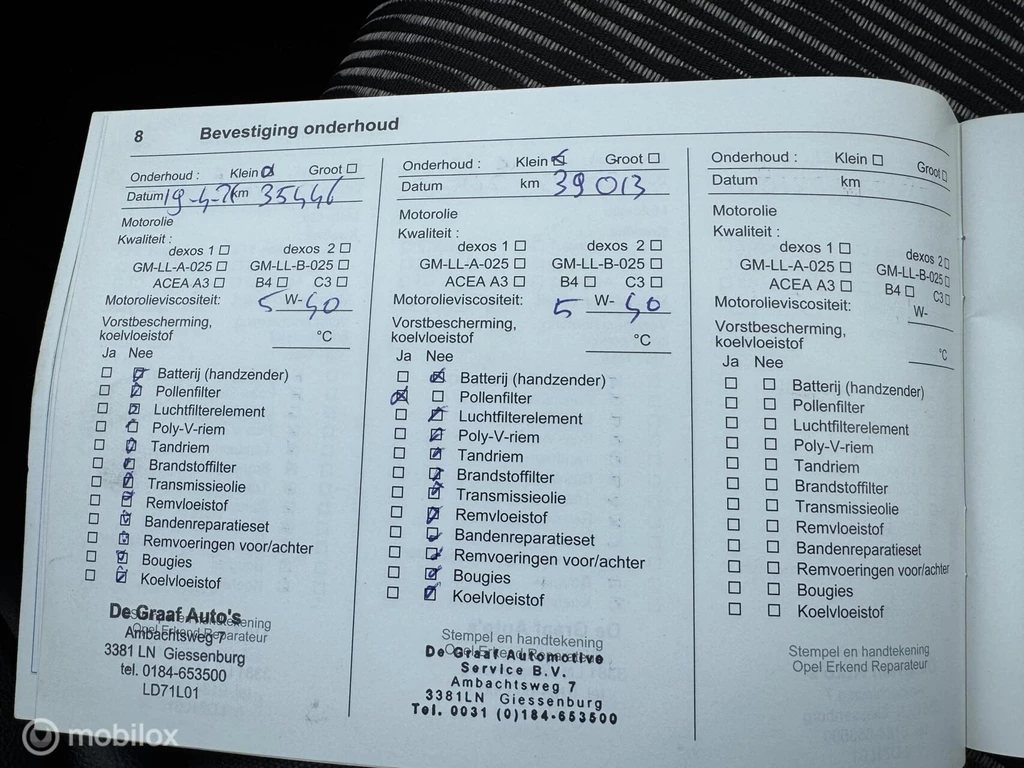 8 Bevestiging onderhoud
Onderhoud : Klein Groot
Datum 19-4- km 35446
Motorolie
Kwaliteit :
dexos 1 dexos 2
GM-LL-A-025 GM-LL-B-025
ACEA A3 B4 C3
Motorolieviscositeit: 5 W- 40
Vorstbescherming,
koelvloeistof °C
Ja Nee
Batterij (handzender)
Pollenfilter
Luchtfilterelement
Poly-V-riem
Tandriem
Brandstoffilter
Transmissieolie
Remvloeistof
Bandenreparatieset
Remvoeringen voor/achter
Bougies
Koelvloeistof
Stempel en handtekening
Opel Erkend Reparateur
De Graaf Auto's
Ambachtsweg 7
3381 LN Giessenburg
tel. 0184-653500
LD71L01
Onderhoud : Klein Groot
Datum km 39013
Motorolie
Kwaliteit :
dexos 1 dexos 2
GM-LL-A-025 GM-LL-B-025
ACEA A3 B4 C3
Motorolieviscositeit: 5 W- 40
Vorstbescherming,
koelvloeistof °C
Ja Nee
Batterij (handzender)
Pollenfilter
Luchtfilterelement
Poly-V-riem
Tandriem
Brandstoffilter
Transmissieolie
Remvloeistof
Bandenreparatieset
Remvoeringen voor/achter
Bougies
Koelvloeistof
Stempel en handtekening
Opel Erkend Reparateur
De Graaf Automotive
Service B.V.
Ambachtsweg 7
3381LN Giessenburg
Tel. 0031 (0)184-653500
Onderhoud : Klein Groot
Datum km
Motorolie
Kwaliteit :
dexos 1 dexos 2
GM-LL-A-025 GM-LL-B-025
ACEA A3 B4 C3
Motorolieviscositeit: W-
Vorstbescherming,
koelvloeistof °C
Ja Nee
Batterij (handzender)
Pollenfilter
Luchtfilterelement
Poly-V-riem
Tandriem
Brandstoffilter
Transmissieolie
Remvloeistof
Bandenreparatieset
Remvoeringen voor/achter
Bougies
Koelvloeistof
Stempel en handtekening
Opel Erkend Reparateur
mobilox